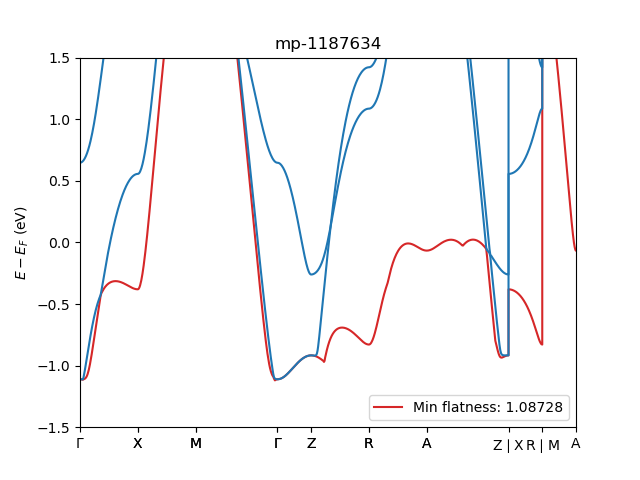 mp-1187634
E − E_F (eV)
1.5
1.0
0.5
0.0
−0.5
−1.0
−1.5
Min flatness: 1.08728
Γ X M Γ Z R A Z | X R | M A